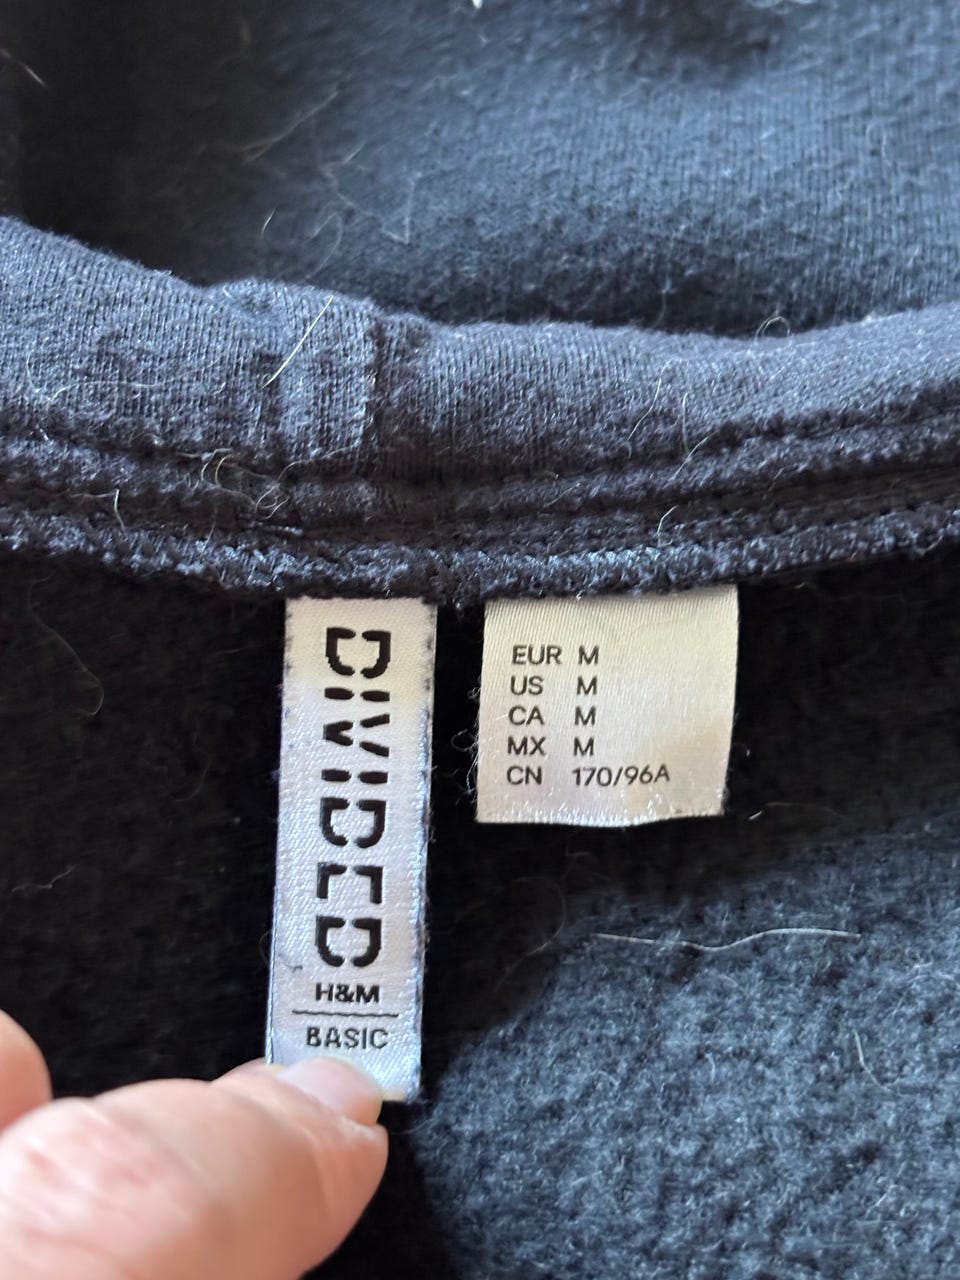 DIVIDED
H&M
BASIC
EUR M
US M
CA M
MX M
CN 170/96A